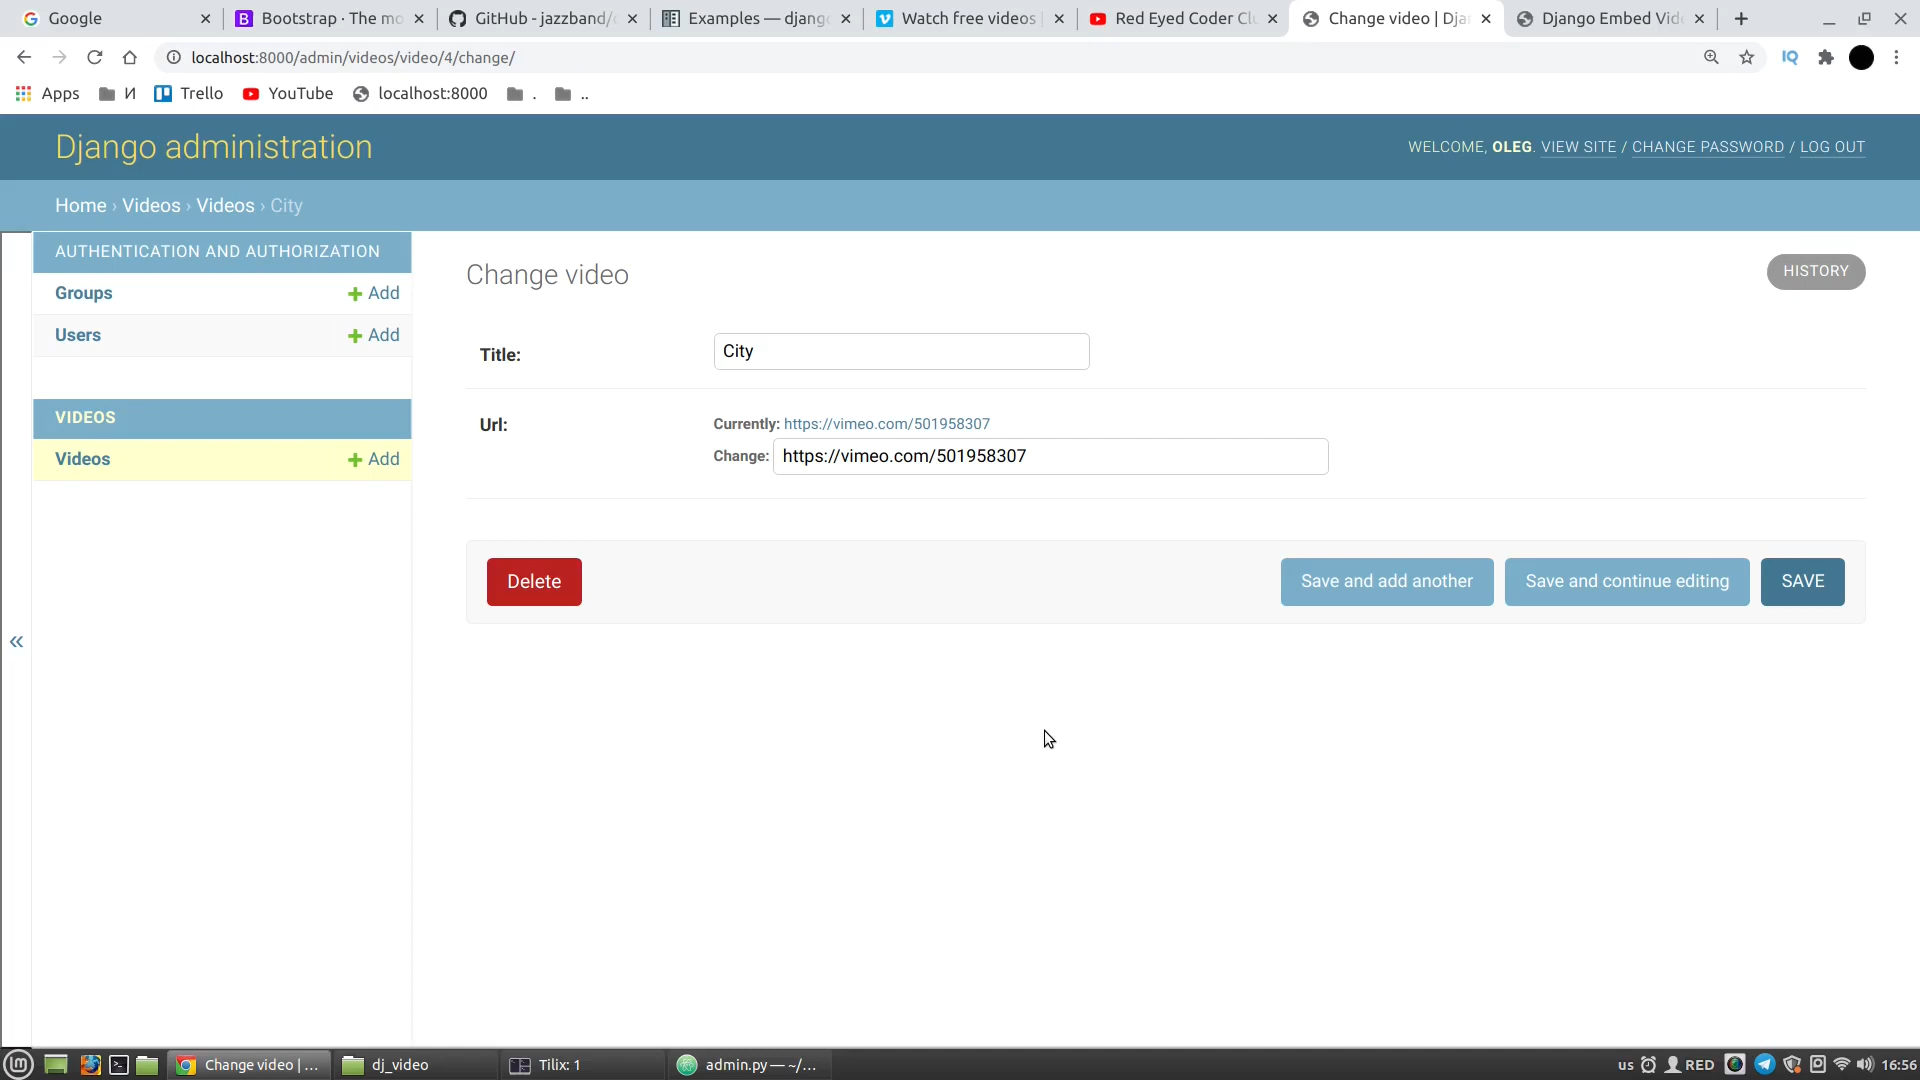 Google
Bootstrap · The mo
GitHub - jazzband/
Examples — djang
Watch free videos
Red Eyed Coder Cl
Change video | Dja
Django Embed Vid
localhost:8000/admin/videos/video/4/change/
IQ
Apps
И
Trello
YouTube
localhost:8000
.
..
Django administration
WELCOME, OLEG. VIEW SITE / CHANGE PASSWORD / LOG OUT
Home › Videos › Videos › City
AUTHENTICATION AND AUTHORIZATION
Groups
Add
Users
Add
VIDEOS
Videos
Add
«
Change video
HISTORY
Title:
City
Url:
Currently: https://vimeo.com/501958307
Change: https://vimeo.com/501958307
Delete
Save and add another
Save and continue editing
SAVE
Change video | ...
dj_video
Tilix: 1
admin.py — ~/...
us
RED
16:56